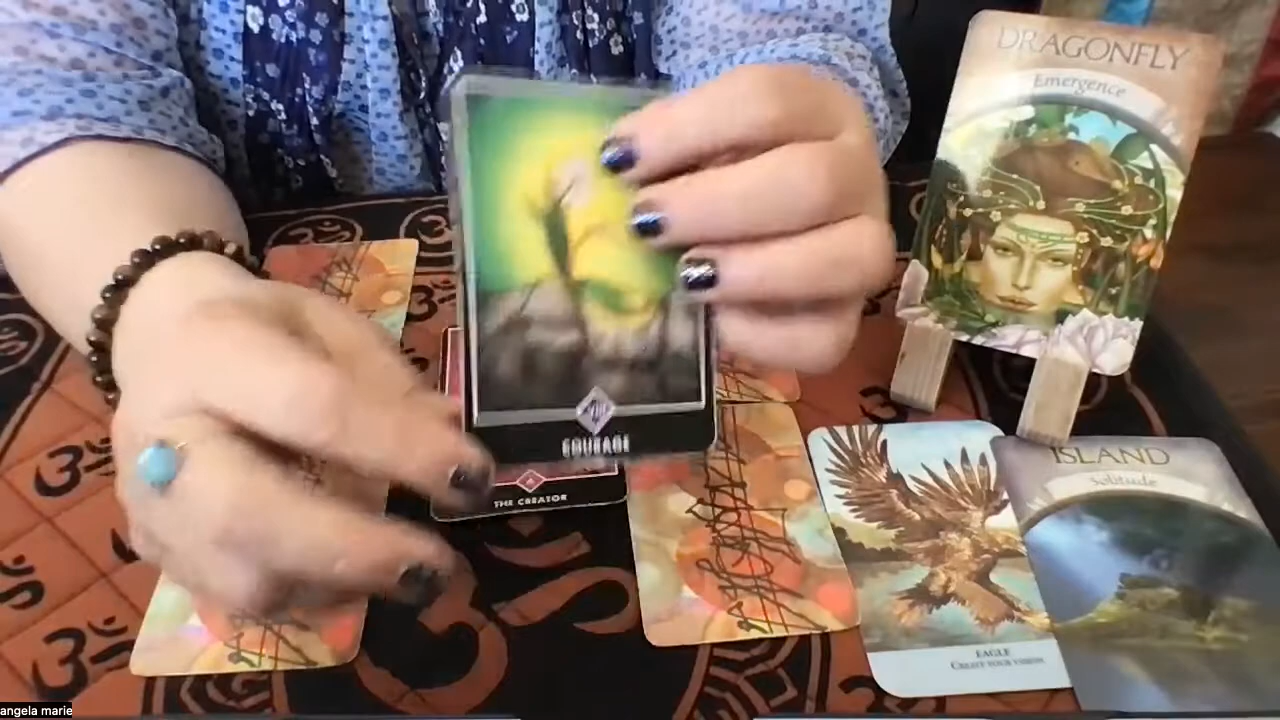 DRAGONFLY
Emergence
COURAGE
THE CREATOR
ISLAND
Solitude
EAGLE
CREATE YOUR VISION
angela marie